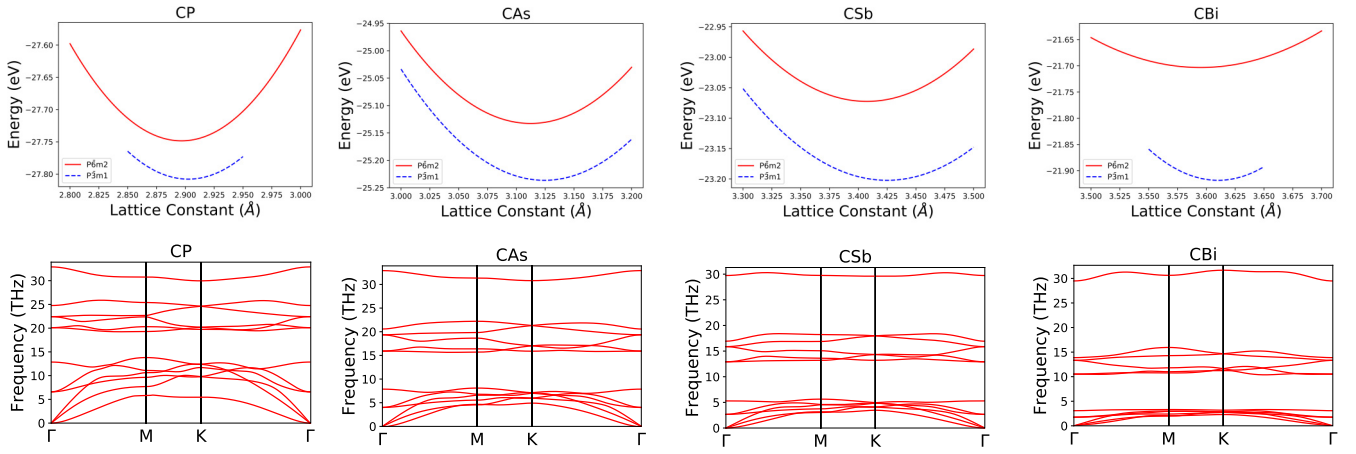 CP
Energy (eV)
−27.60
−27.65
−27.70
−27.75
−27.80
P6̄m2
P3̄m1
2.800 2.825 2.850 2.875 2.900 2.925 2.950 2.975 3.000
Lattice Constant (Å)
CAs
Energy (eV)
−24.95
−25.00
−25.05
−25.10
−25.15
−25.20
−25.25
P6̄m2
P3̄m1
3.000 3.025 3.050 3.075 3.100 3.125 3.150 3.175 3.200
Lattice Constant (Å)
CSb
Energy (eV)
−22.95
−23.00
−23.05
−23.10
−23.15
−23.20
P6̄m2
P3̄m1
3.300 3.325 3.350 3.375 3.400 3.425 3.450 3.475 3.500
Lattice Constant (Å)
CBi
Energy (eV)
−21.65
−21.70
−21.75
−21.80
−21.85
−21.90
P6̄m2
P3̄m1
3.500 3.525 3.550 3.575 3.600 3.625 3.650 3.675 3.700
Lattice Constant (Å)
CP
Frequency (THz)
30
25
20
15
10
5
0
Γ M K Γ
CAs
Frequency (THz)
30
25
20
15
10
5
0
Γ M K Γ
CSb
Frequency (THz)
30
25
20
15
10
5
0
Γ M K Γ
CBi
Frequency (THz)
30
25
20
15
10
5
0
Γ M K Γ